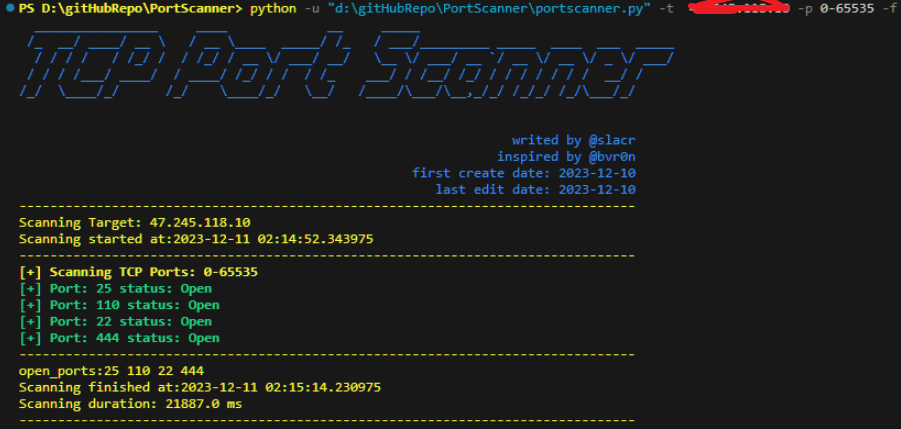 PS D:\gitHubRepo\PortScanner> python -u "d:\gitHubRepo\PortScanner\portscanner.py" -t -p 0-65535 -f
TCP Port Scanner
writed by @slacr
inspired by @bvr0n
first create date: 2023-12-10
last edit date: 2023-12-10
--------------------------------------------------------------------------------
Scanning Target: 47.245.118.10
Scanning started at:2023-12-11 02:14:52.343975
--------------------------------------------------------------------------------
[+] Scanning TCP Ports: 0-65535
[+] Port: 25 status: Open
[+] Port: 110 status: Open
[+] Port: 22 status: Open
[+] Port: 444 status: Open
--------------------------------------------------------------------------------
open_ports:25 110 22 444
Scanning finished at:2023-12-11 02:15:14.230975
Scanning duration: 21887.0 ms
--------------------------------------------------------------------------------